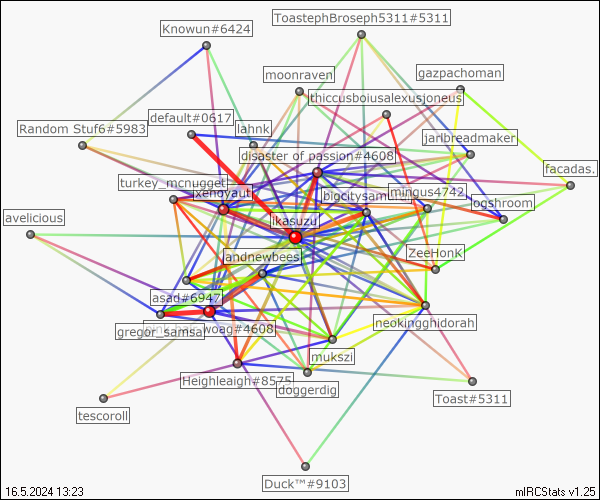 ToastephBroseph5311#5311
Knowun#6424
moonraven
gazpachoman
thiccusboiusalexusjoneus
default#0617
Random Stuf6#5983
lahnk
jarlbreadmaker
disaster of passion#4608
facadas.
turkey_mcnugget
xenoyaut
bigcitysam
mingus4742
ogshroom
avelicious
ikasuzu
ZeeHonK
andnewbees
asad#6947
neokingghidorah
gregor_samsa
woag#4608
mukszi
Heighleaigh#8575
doggerdig
Toast#5311
tescoroll
Duck™#9103
16.5.2024 13:23
mIRCStats v1.25